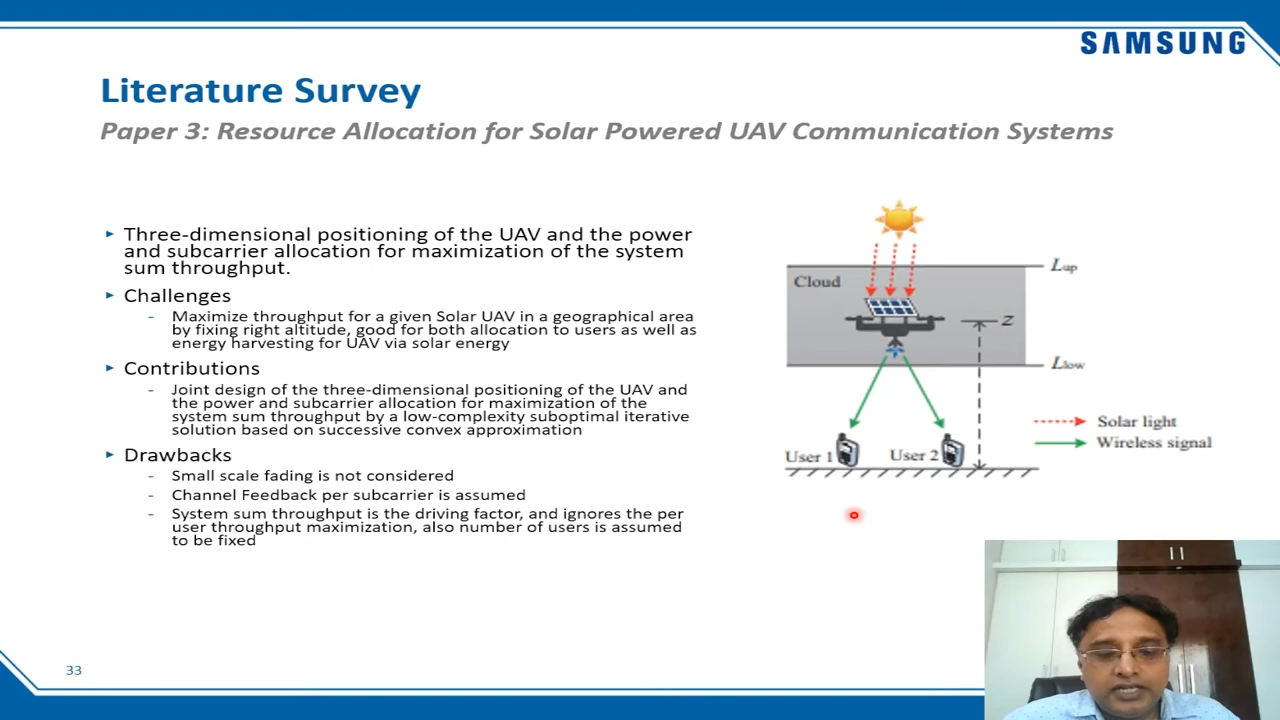 SAMSUNG
Literature Survey
Paper 3: Resource Allocation for Solar Powered UAV Communication Systems
Three-dimensional positioning of the UAV and the power
and subcarrier allocation for maximization of the system
sum throughput.
Challenges
- Maximize throughput for a given Solar UAV in a geographical area
by fixing right altitude, good for both allocation to users as well as
energy harvesting for UAV via solar energy
Contributions
- Joint design of the three-dimensional positioning of the UAV and
the power and subcarrier allocation for maximization of the
system sum throughput by a low-complexity suboptimal iterative
solution based on successive convex approximation
Drawbacks
- Small scale fading is not considered
- Channel Feedback per subcarrier is assumed
- System sum throughput is the driving factor, and ignores the per
user throughput maximization, also number of users is assumed
to be fixed
Lup
Cloud
z
Llow
Solar light
Wireless signal
User 1
User 2
33